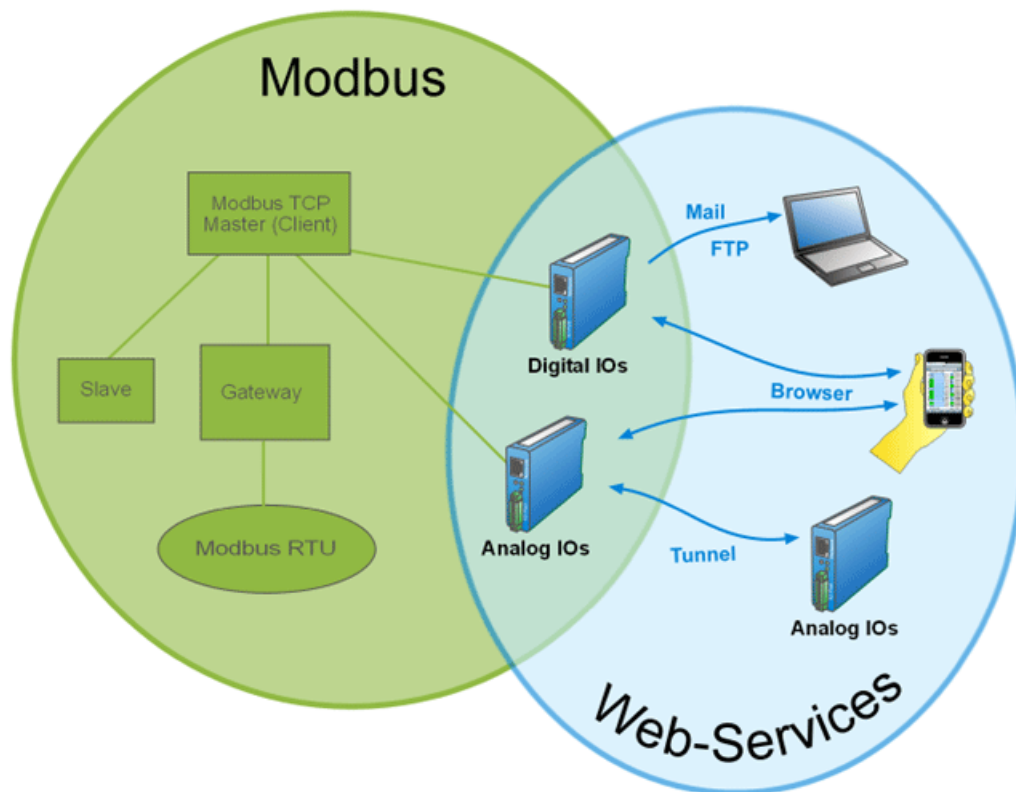 Modbus
Modbus TCP
Master (Client)
Slave
Gateway
Modbus RTU
Digital IOs
Analog IOs
Mail
FTP
Browser
Tunnel
Analog IOs
Web-Services